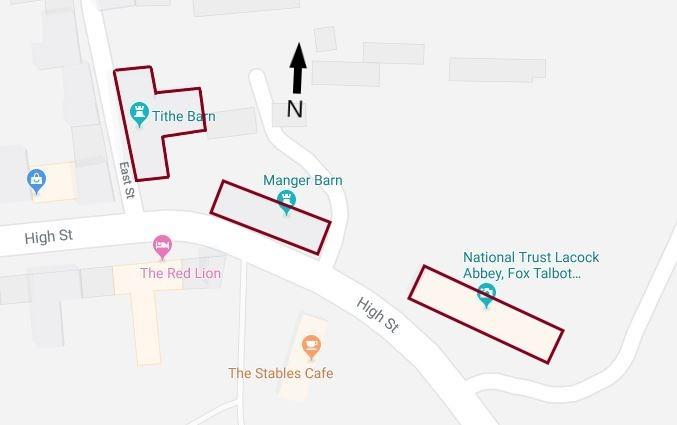 N
Tithe Barn
East St
Manger Barn
High St
The Red Lion
National Trust Lacock
Abbey, Fox Talbot...
High St
The Stables Cafe